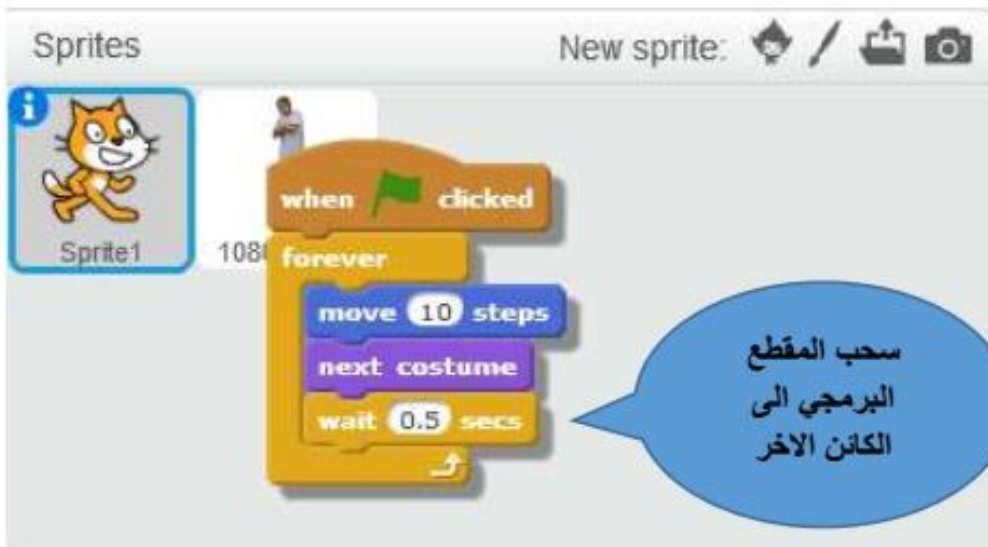 Sprites
New sprite:
Sprite1
108
when clicked
forever
move 10 steps
next costume
wait 0.5 secs
سحب المقطع
البرمجي الى
الكائن الاخر